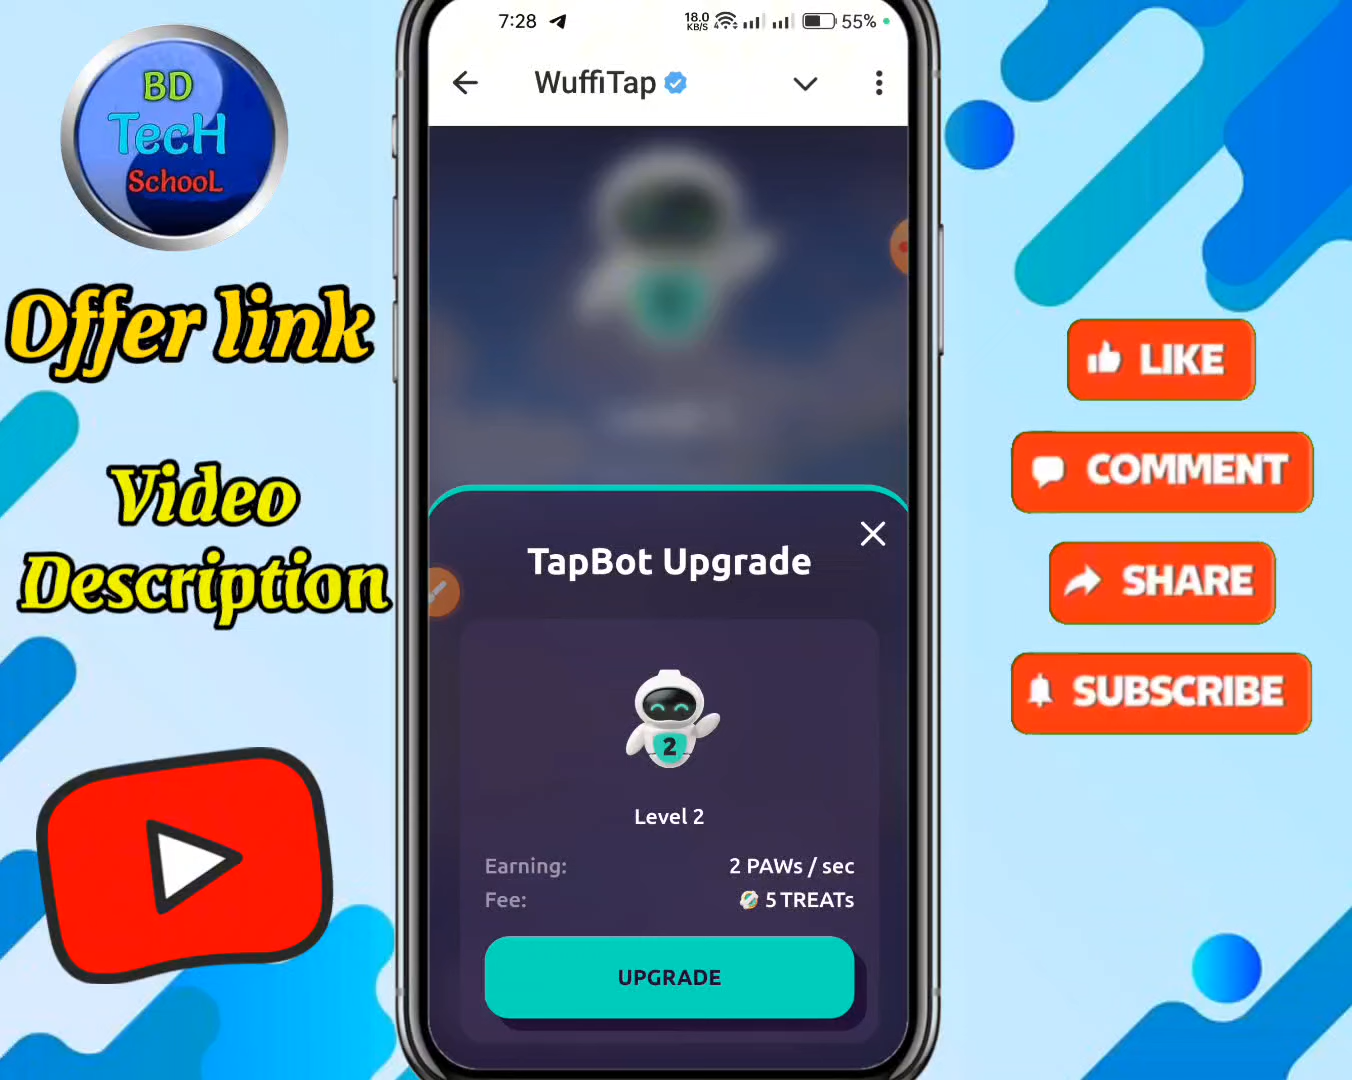 BD
TecH
SchooL
Offer link
Video
Description
7:28
18.0
KB/S
55%
WuffiTap
TapBot Upgrade
2
Level 2
Earning: 2 PAWs / sec
Fee: 5 TREATs
UPGRADE
LIKE
COMMENT
SHARE
SUBSCRIBE